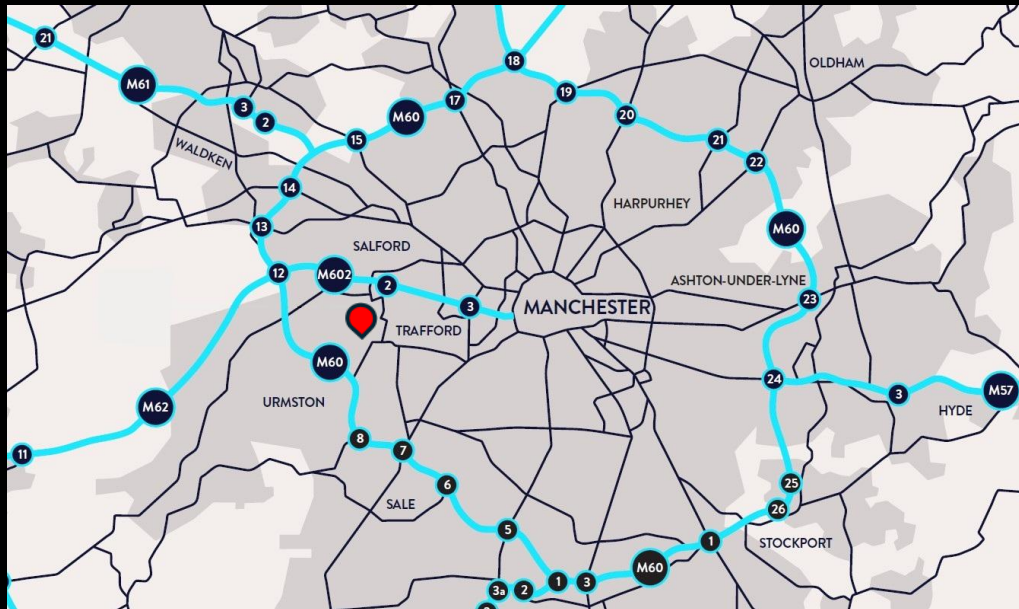 18
OLDHAM
21
M61
19
3
17
M60
20
2
15
21
WALDKEN
22
14
HARPURHEY
13
M60
SALFORD
12
M602
2
ASHTON-UNDER-LYNE
23
3
MANCHESTER
TRAFFORD
M60
24
3
M57
URMSTON
M62
HYDE
8
7
11
6
25
SALE
26
5
1
STOCKPORT
M60
3a
2
1
3